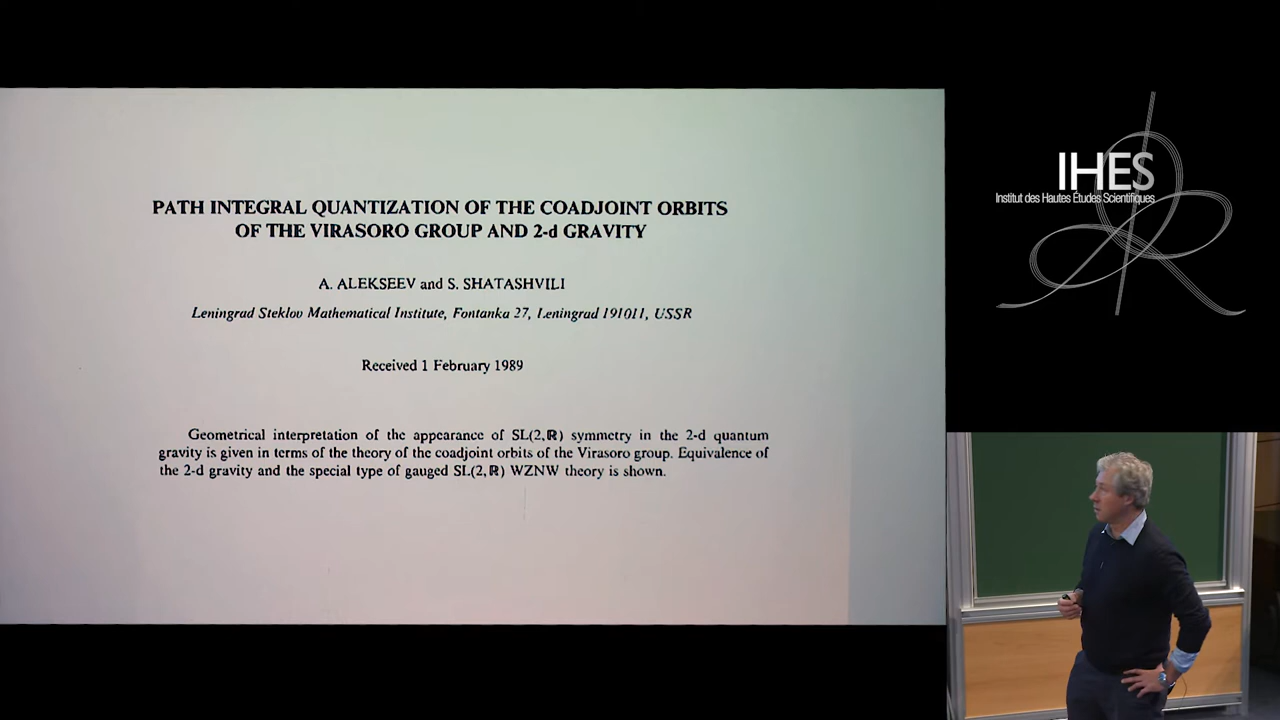 PATH INTEGRAL QUANTIZATION OF THE COADJOINT ORBITS
OF THE VIRASORO GROUP AND 2-d GRAVITY
A. ALEKSEEV and S. SHATASHVILI
Leningrad Steklov Mathematical Institute, Fontanka 27, Leningrad 191011, USSR
Received 1 February 1989
Geometrical interpretation of the appearance of SL(2,ℝ) symmetry in the 2-d quantum
gravity is given in terms of the theory of the coadjoint orbits of the Virasoro group. Equivalence of
the 2-d gravity and the special type of gauged SL(2,ℝ) WZNW theory is shown.
IHES
Institut des Hautes Études Scientifiques